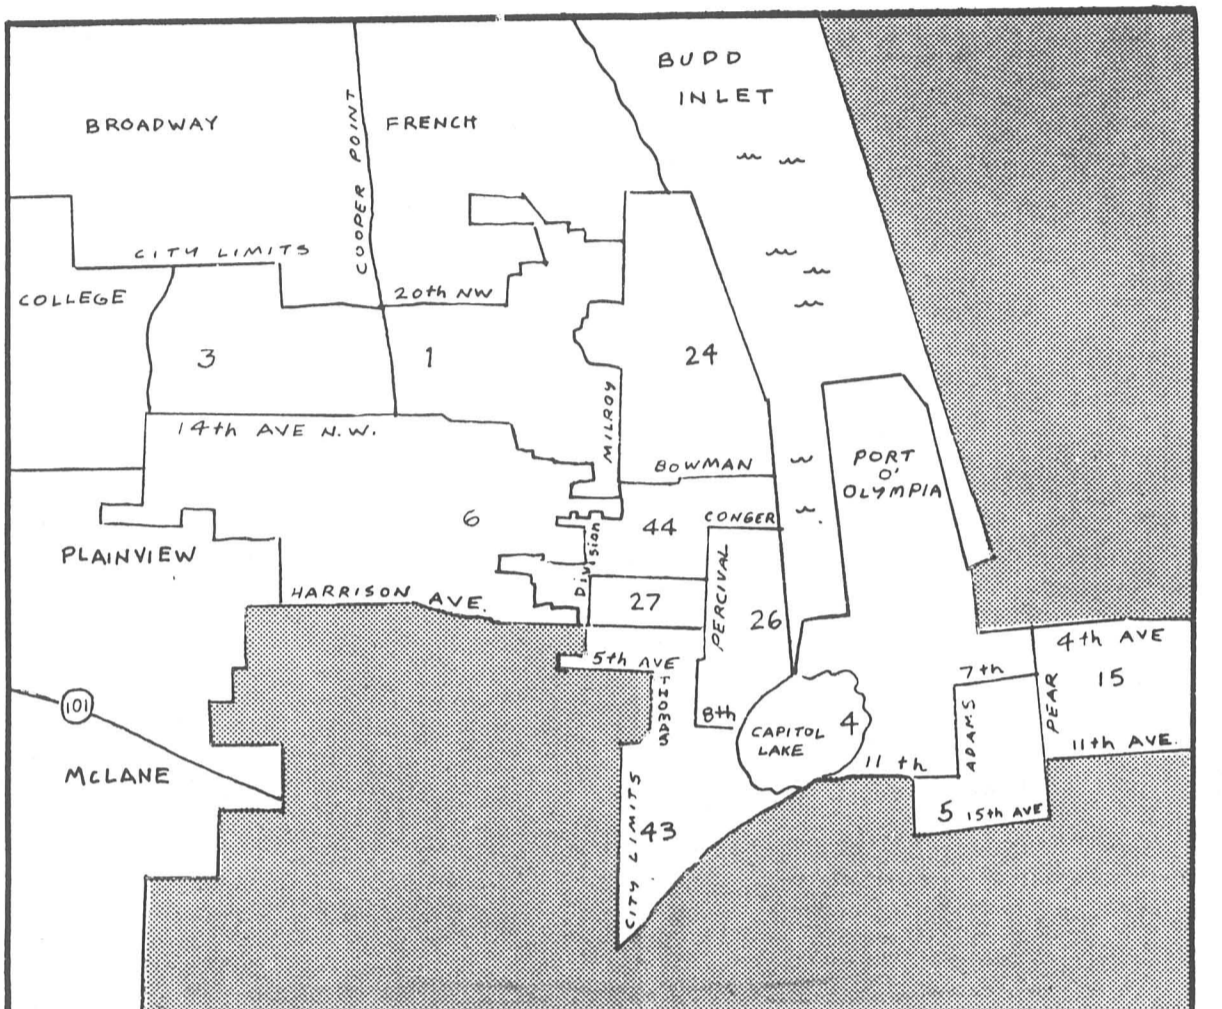 BUDD
INLET
BROADWAY
FRENCH
COOPER POINT
CITY LIMITS
COLLEGE
20th NW
3
1
24
MILROY
14th AVE N.W.
BOWMAN
PORT
O'
OLYMPIA
6
44
CONGER
Division
PLAINVIEW
PERCIVAL
HARRISON AVE.
27
26
4th AVE
5th AVE
7th
15
PEAR
THOMAS
101
8th
CAPITOL
LAKE
4
ADAMS
11th AVE.
11th
McLANE
CITY LIMITS
43
5
15th AVE